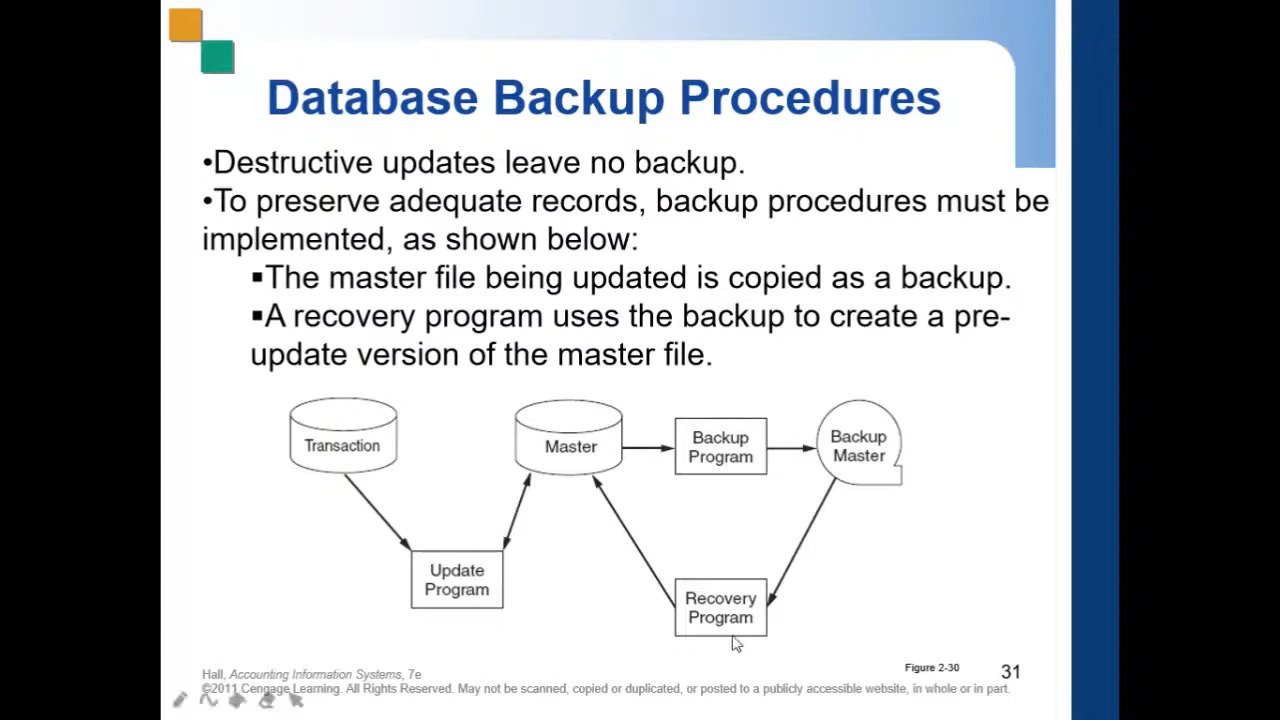 Database Backup Procedures
•Destructive updates leave no backup.
•To preserve adequate records, backup procedures must be
implemented, as shown below:
▪The master file being updated is copied as a backup.
▪A recovery program uses the backup to create a pre-
update version of the master file.
Transaction
Master
Backup
Program
Backup
Master
Update
Program
Recovery
Program
Hall, Accounting Information Systems, 7e
Figure 2-30
31
©2011 Cengage Learning. All Rights Reserved. May not be scanned, copied or duplicated, or posted to a publicly accessible website, in whole or in part.